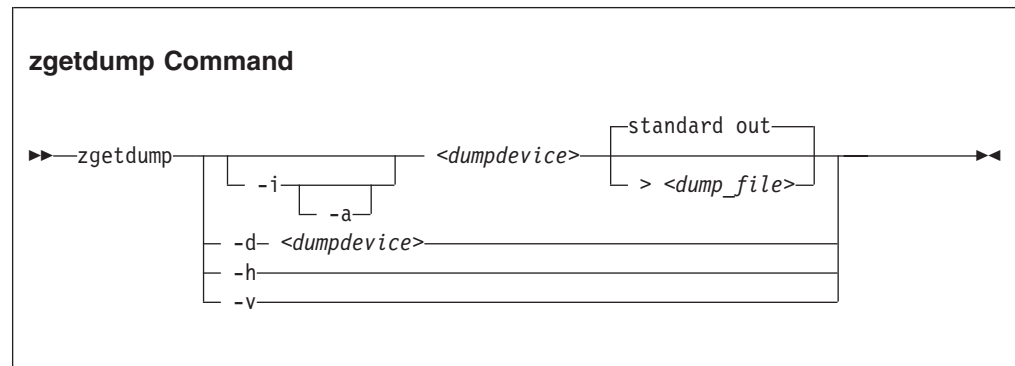 zgetdump Command
standard out
zgetdump <dumpdevice>
-i > <dump_file>
-a
-d <dumpdevice>
-h
-v